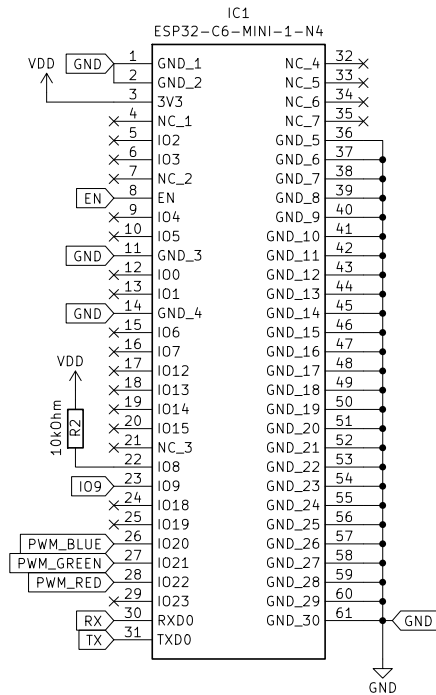 IC1
ESP32-C6-MINI-1-N4
GND 1 GND_1 NC_4 32
VDD 2 GND_2 NC_5 33
3 3V3 NC_6 34
4 NC_1 NC_7 35
5 IO2 GND_5 36
6 IO3 GND_6 37
7 NC_2 GND_7 38
EN 8 EN GND_8 39
9 IO4 GND_9 40
10 IO5 GND_10 41
GND 11 GND_3 GND_11 42
12 IO0 GND_12 43
13 IO1 GND_13 44
GND 14 GND_4 GND_14 45
15 IO6 GND_15 46
16 IO7 GND_16 47
VDD 17 IO12 GND_17 48
18 IO13 GND_18 49
19 IO14 GND_19 50
10kOhm R2 20 IO15 GND_20 51
21 NC_3 GND_21 52
22 IO8 GND_22 53
IO9 23 IO9 GND_23 54
24 IO18 GND_24 55
25 IO19 GND_25 56
PWM_BLUE 26 IO20 GND_26 57
PWM_GREEN 27 IO21 GND_27 58
PWM_RED 28 IO22 GND_28 59
29 IO23 GND_29 60
RX 30 RXD0 GND_30 61 GND
TX 31 TXD0
GND